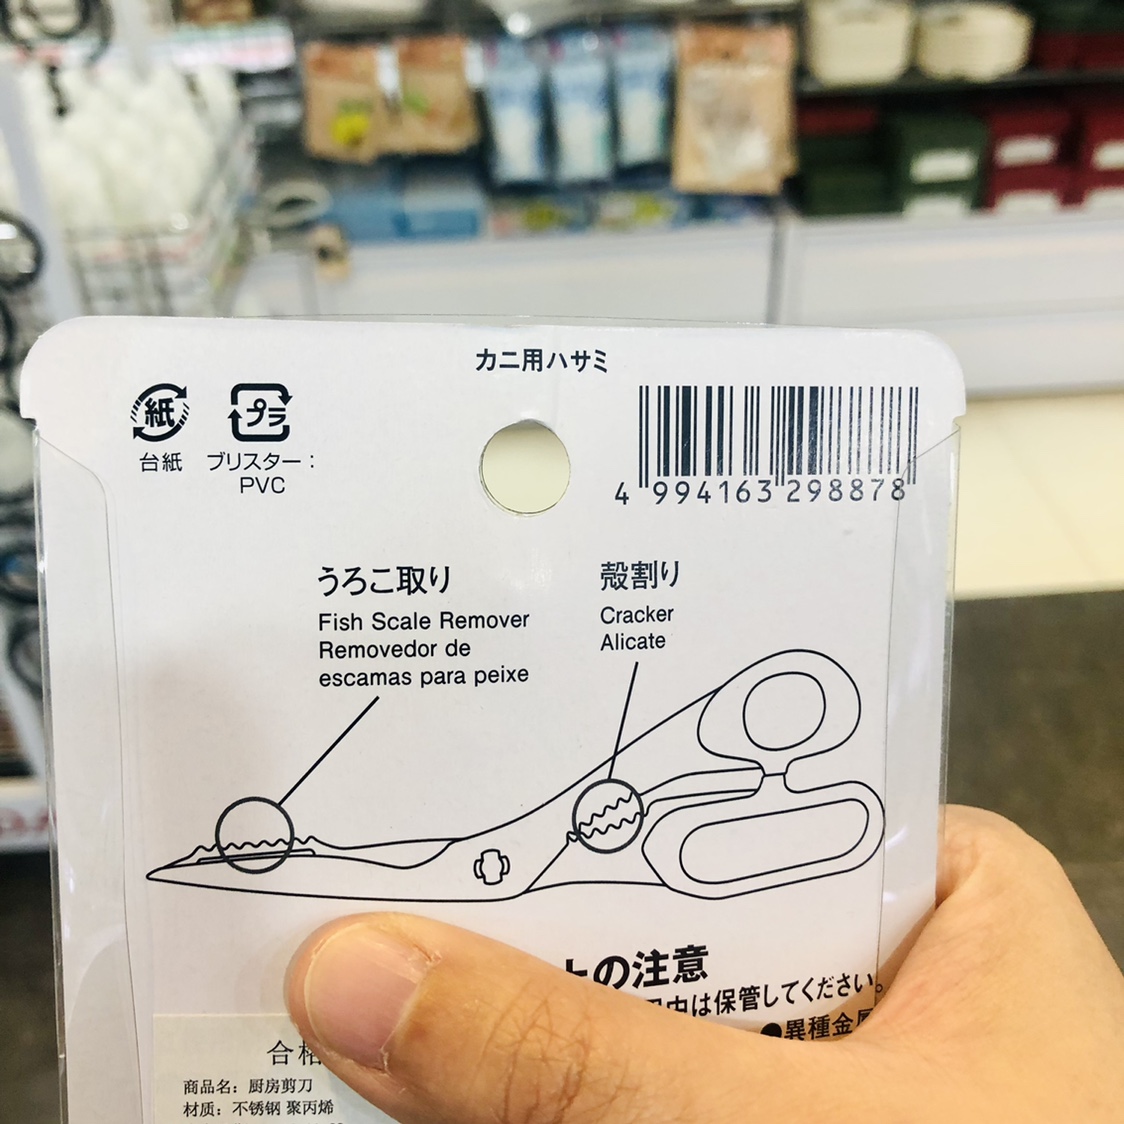 カニ用ハサミ
紙
プラ
台紙
ブリスター：
PVC
4 994163 298878
うろこ取り
Fish Scale Remover
Removedor de
escamas para peixe
殻割り
Cracker
Alicate
の注意
中は保管してください。
●異種金属
合格
商品名：厨房剪刀
材质：不锈钢 聚丙烯